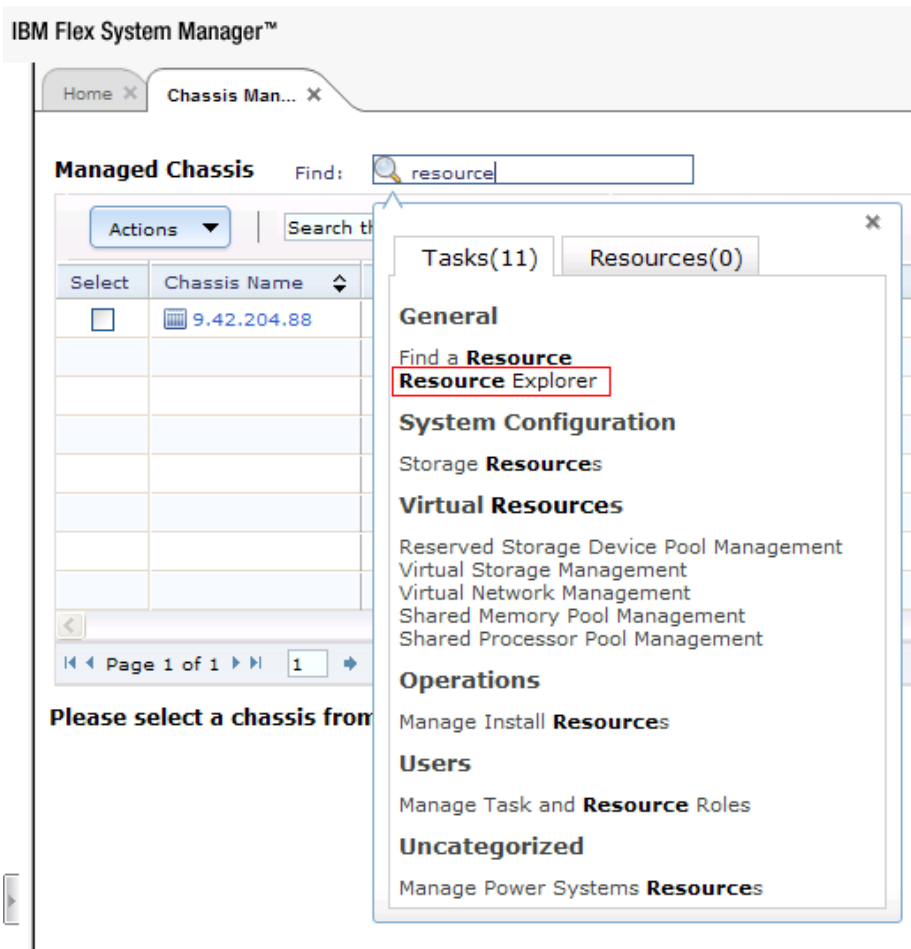 IBM Flex System Manager™
Home
Chassis Man...
Managed Chassis Find: resource
Actions Search th
Select Chassis Name
9.42.204.88
Page 1 of 1 1
Please select a chassis from
Tasks(11) Resources(0)
General
Find a Resource
Resource Explorer
System Configuration
Storage Resources
Virtual Resources
Reserved Storage Device Pool Management
Virtual Storage Management
Virtual Network Management
Shared Memory Pool Management
Shared Processor Pool Management
Operations
Manage Install Resources
Users
Manage Task and Resource Roles
Uncategorized
Manage Power Systems Resources